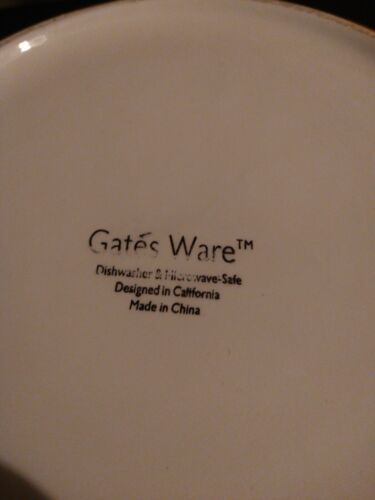 Gatés Ware™
Dishwasher & Microwave-Safe
Designed in California
Made in China